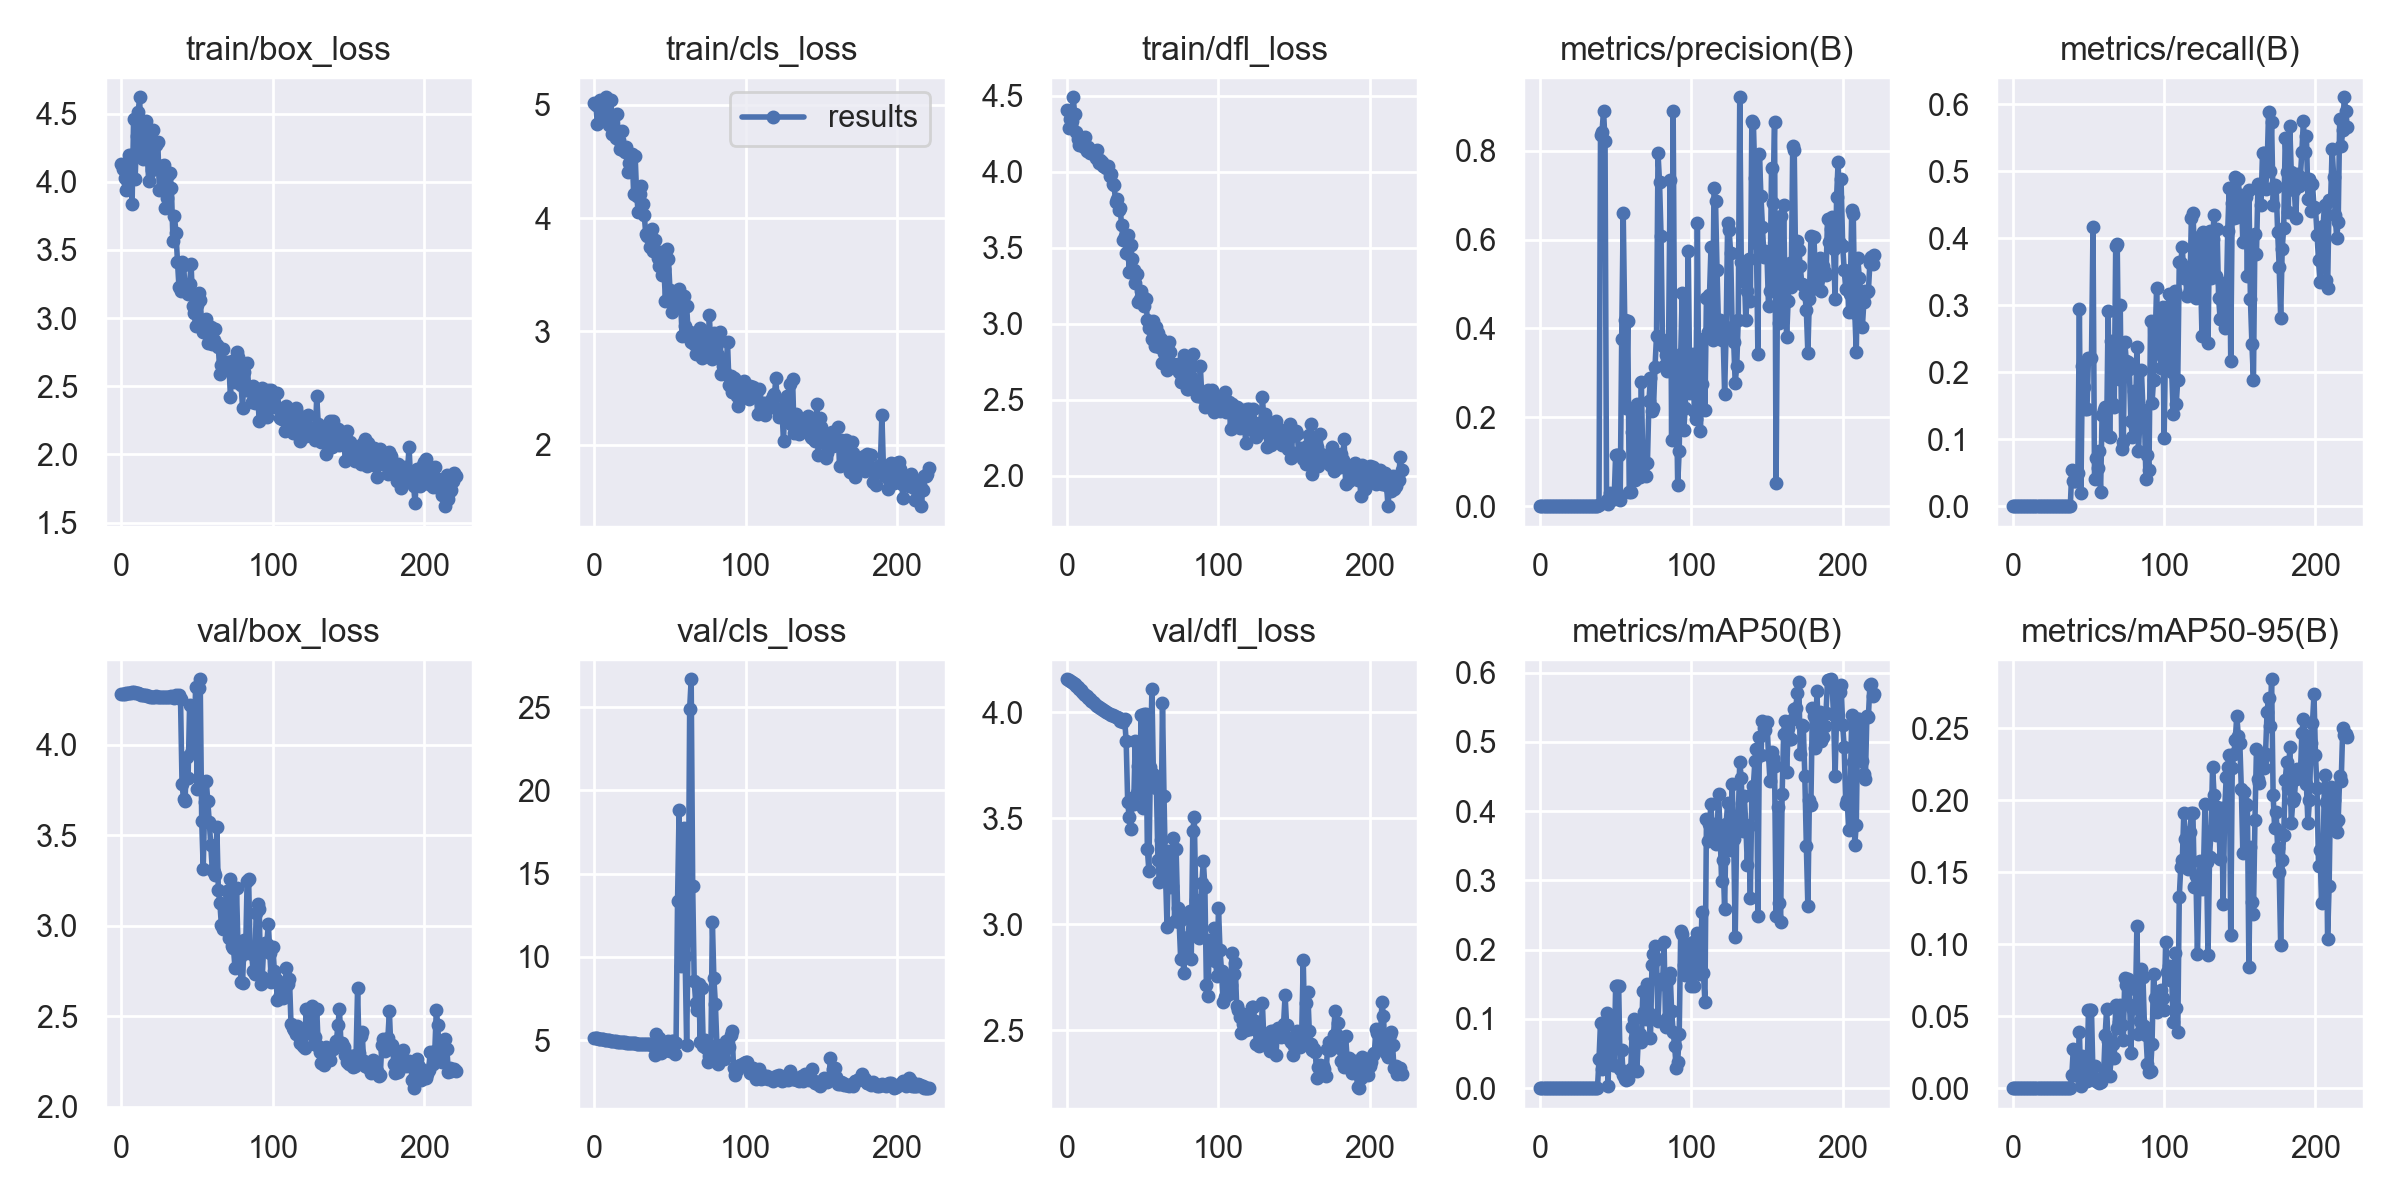 train/box_loss
4.5
4.0
3.5
3.0
2.5
2.0
1.5
0 100 200
train/cls_loss
results
5
4
3
2
0 100 200
train/dfl_loss
4.5
4.0
3.5
3.0
2.5
2.0
0 100 200
metrics/precision(B)
0.8
0.6
0.4
0.2
0.0
0 100 200
metrics/recall(B)
0.6
0.5
0.4
0.3
0.2
0.1
0.0
0 100 200
val/box_loss
4.0
3.5
3.0
2.5
2.0
0 100 200
val/cls_loss
25
20
15
10
5
0 100 200
val/dfl_loss
4.0
3.5
3.0
2.5
0 100 200
metrics/mAP50(B)
0.6
0.5
0.4
0.3
0.2
0.1
0.0
0 100 200
metrics/mAP50-95(B)
0.25
0.20
0.15
0.10
0.05
0.00
0 100 200